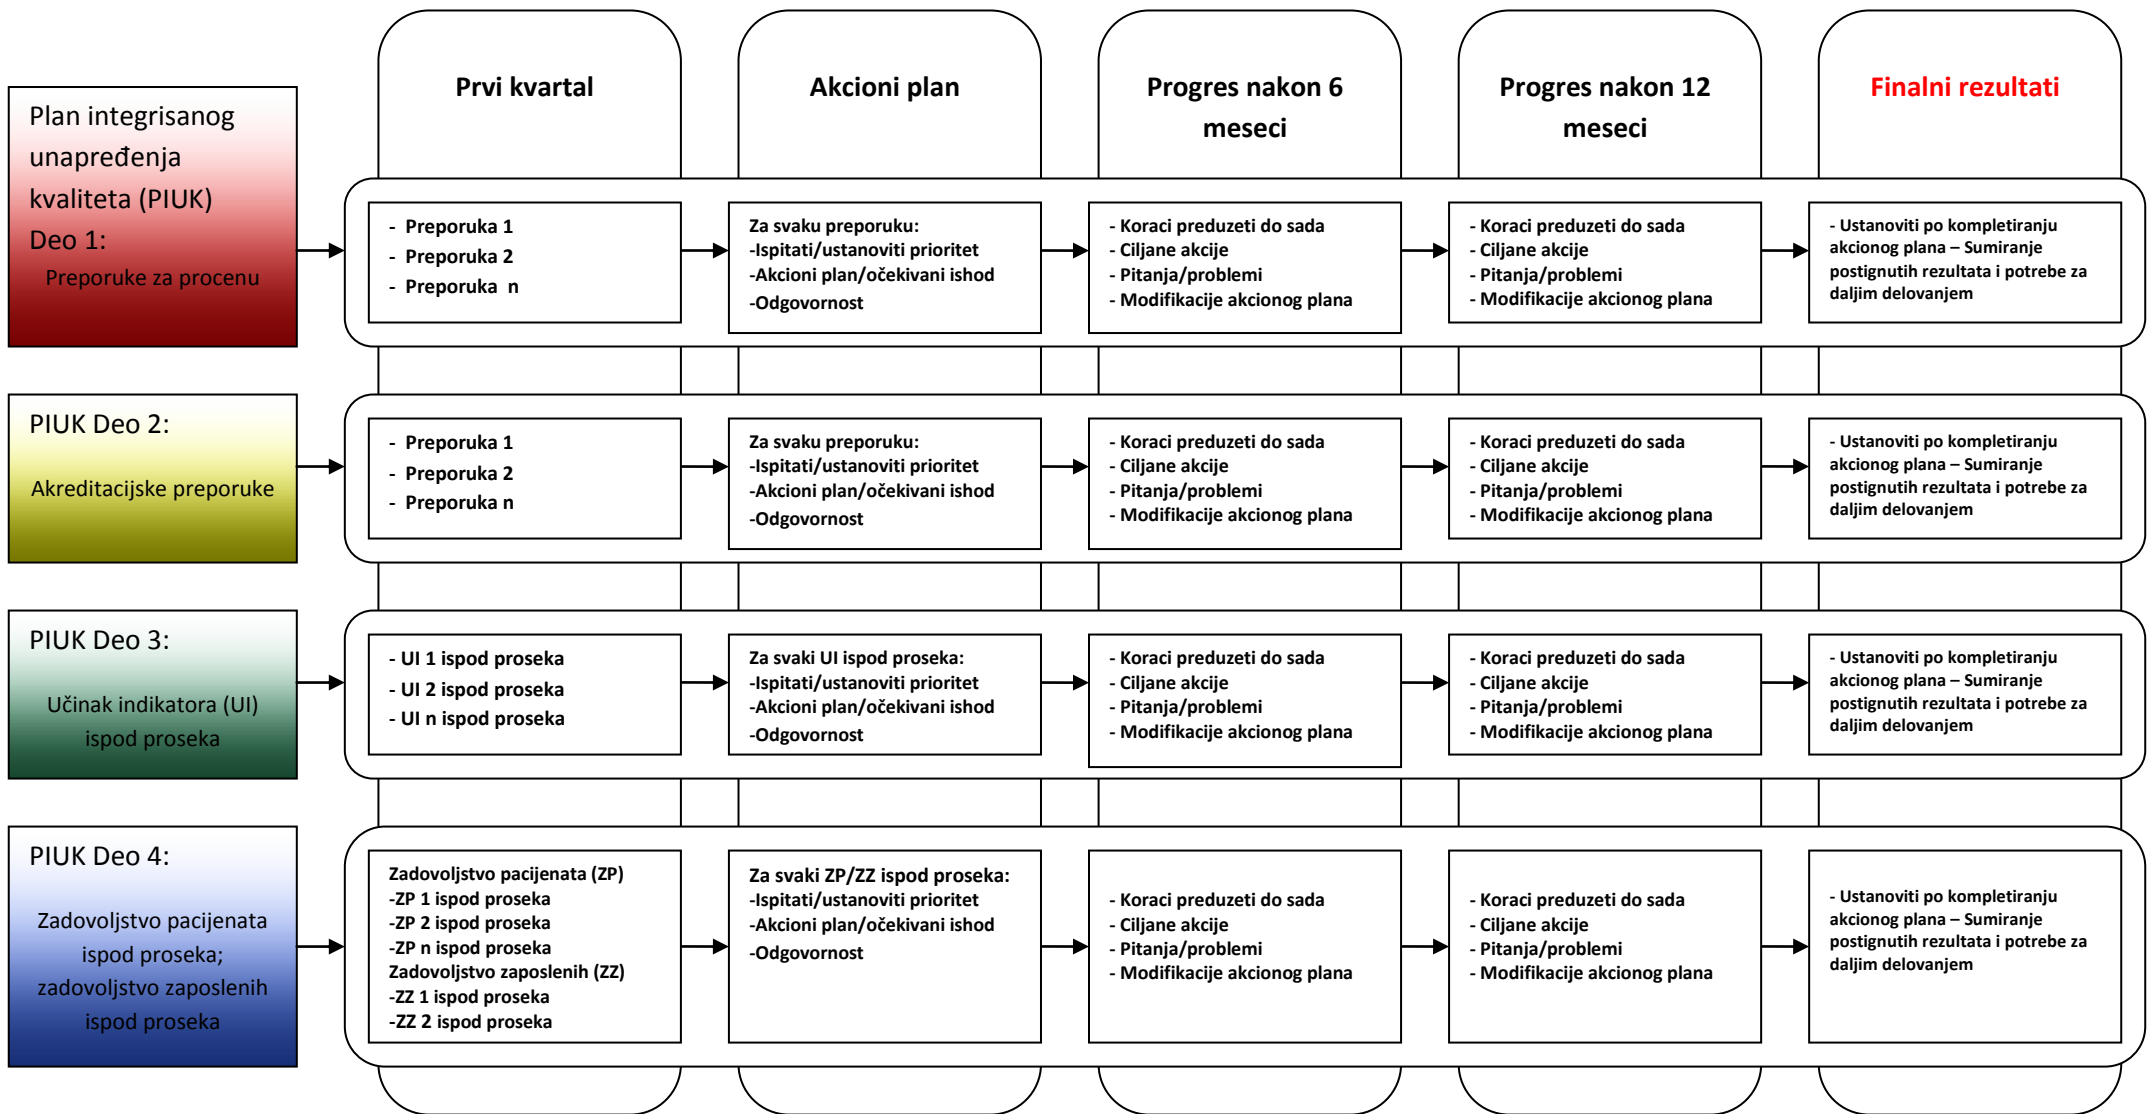 Prvi kvartal
Akcioni plan
Progres nakon 6
meseci
Progres nakon 12
meseci
Finalni rezultati
Plan integrisanog
unapređenja
kvaliteta (PIUK)
Deo 1:
Preporuke za procenu
- Preporuka 1
- Preporuka 2
- Preporuka n
Za svaku preporuku:
-Ispitati/ustanoviti prioritet
-Akcioni plan/očekivani ishod
-Odgovornost
- Koraci preduzeti do sada
- Ciljane akcije
- Pitanja/problemi
- Modifikacije akcionog plana
- Koraci preduzeti do sada
- Ciljane akcije
- Pitanja/problemi
- Modifikacije akcionog plana
- Ustanoviti po kompletiranju
akcionog plana – Sumiranje
postignutih rezultata i potrebe za
daljim delovanjem
PIUK Deo 2:
Akreditacijske preporuke
- Preporuka 1
- Preporuka 2
- Preporuka n
Za svaku preporuku:
-Ispitati/ustanoviti prioritet
-Akcioni plan/očekivani ishod
-Odgovornost
- Koraci preduzeti do sada
- Ciljane akcije
- Pitanja/problemi
- Modifikacije akcionog plana
- Koraci preduzeti do sada
- Ciljane akcije
- Pitanja/problemi
- Modifikacije akcionog plana
- Ustanoviti po kompletiranju
akcionog plana – Sumiranje
postignutih rezultata i potrebe za
daljim delovanjem
PIUK Deo 3:
Učinak indikatora (UI)
ispod proseka
- UI 1 ispod proseka
- UI 2 ispod proseka
- UI n ispod proseka
Za svaki UI ispod proseka:
-Ispitati/ustanoviti prioritet
-Akcioni plan/očekivani ishod
-Odgovornost
- Koraci preduzeti do sada
- Ciljane akcije
- Pitanja/problemi
- Modifikacije akcionog plana
- Koraci preduzeti do sada
- Ciljane akcije
- Pitanja/problemi
- Modifikacije akcionog plana
- Ustanoviti po kompletiranju
akcionog plana – Sumiranje
postignutih rezultata i potrebe za
daljim delovanjem
PIUK Deo 4:
Zadovoljstvo pacijenata
ispod proseka;
zadovoljstvo zaposlenih
ispod proseka
Zadovoljstvo pacijenata (ZP)
-ZP 1 ispod proseka
-ZP 2 ispod proseka
-ZP n ispod proseka
Zadovoljstvo zaposlenih (ZZ)
-ZZ 1 ispod proseka
-ZZ 2 ispod proseka
Za svaki ZP/ZZ ispod proseka:
-Ispitati/ustanoviti prioritet
-Akcioni plan/očekivani ishod
-Odgovornost
- Koraci preduzeti do sada
- Ciljane akcije
- Pitanja/problemi
- Modifikacije akcionog plana
- Koraci preduzeti do sada
- Ciljane akcije
- Pitanja/problemi
- Modifikacije akcionog plana
- Ustanoviti po kompletiranju
akcionog plana – Sumiranje
postignutih rezultata i potrebe za
daljim delovanjem